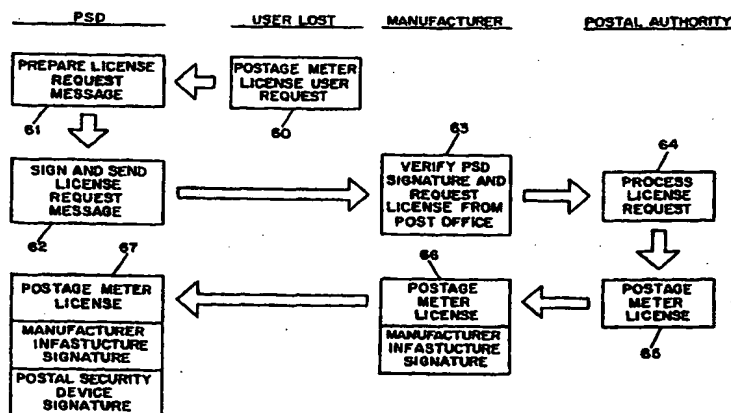 PSD
USER LOST
MANUFACTURER
POSTAL AUTHORITY
PREPARE LICENSE
REQUEST
MESSAGE
61
POSTAGE METER
LICENSE USER
REQUEST
60
SIGN AND SEND
LICENSE
REQUEST
MESSAGE
62
63
VERIFY PSD
SIGNATURE AND
REQUEST
LICENSE FROM
POST OFFICE
64
PROCESS
LICENSE
REQUEST
67
POSTAGE METER
LICENSE
MANUFACTURER
INFASTUCTURE
SIGNATURE
POSTAL SECURITY
DEVICE
SIGNATURE
66
POSTAGE
METER
LICENSE
MANUFACTURER
INFASTUCTURE
SIGNATURE
POSTAGE
METER
LICENSE
65